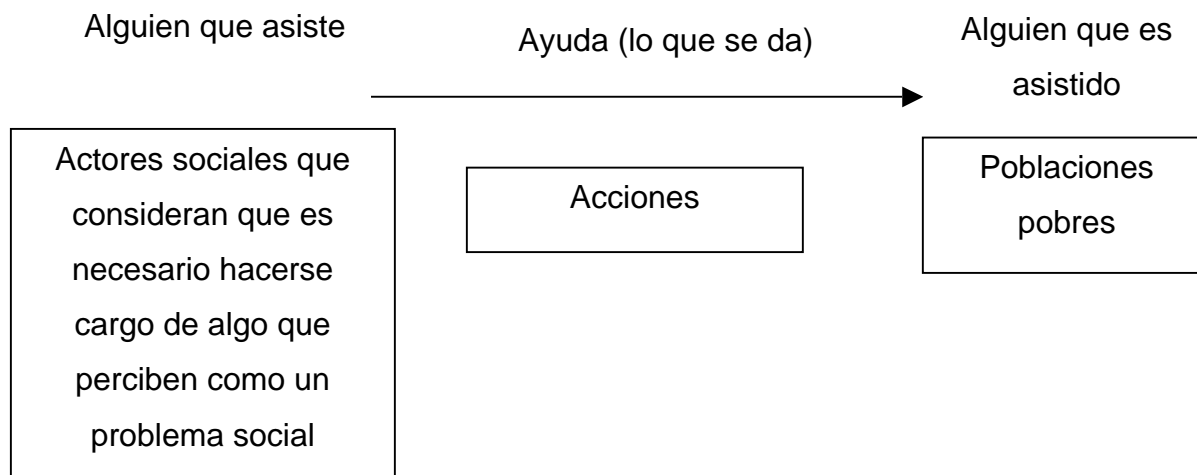 Alguien que asiste
Ayuda (lo que se da)
Alguien que es
asistido
Actores sociales que
consideran que es
necesario hacerse
cargo de algo que
perciben como un
problema social
Acciones
Poblaciones
pobres